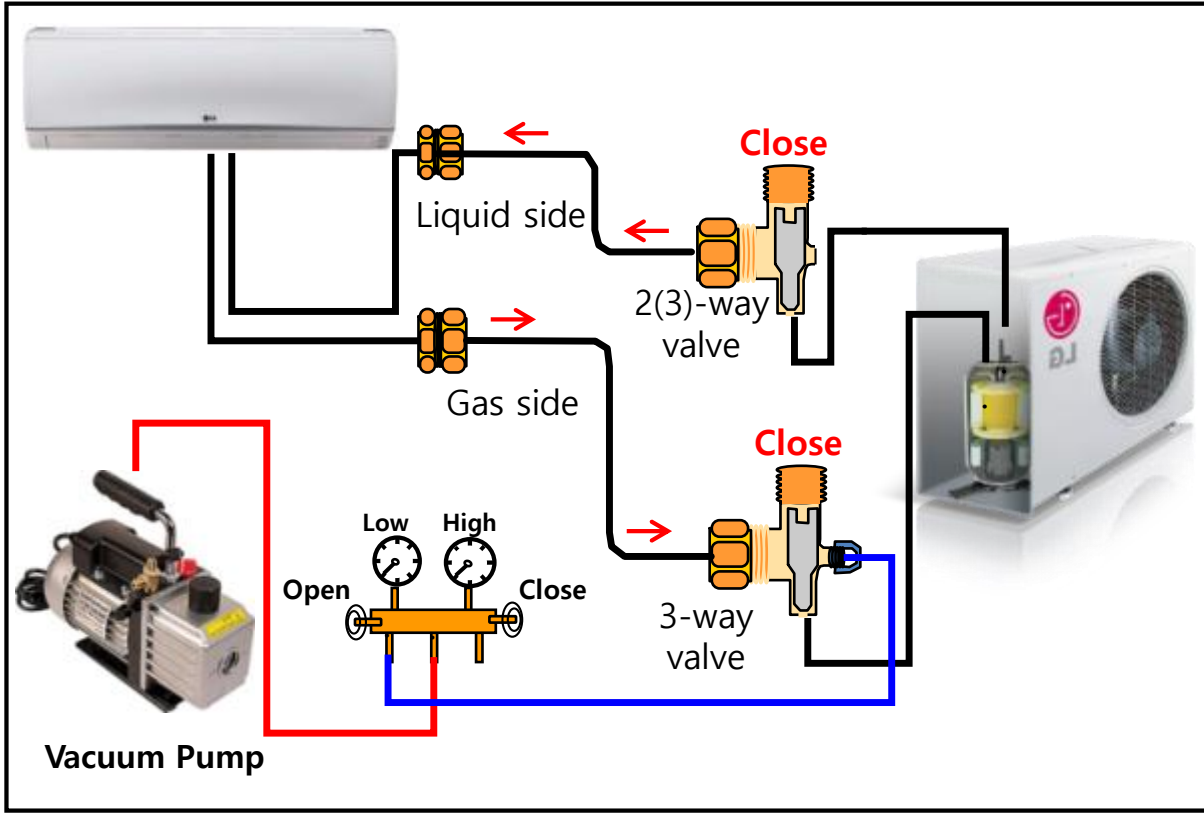 Close
Liquid side
2(3)-way
valve
LG
Gas side
Close
Low
High
Open
Close
3-way
valve
Vacuum Pump